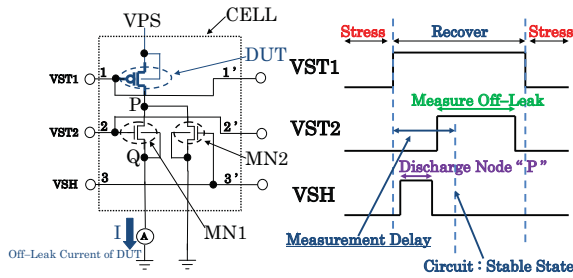 VPS
CELL
DUT
VST1
1
1'
P
VST2
2
2'
Q
MN2
VSH
3
3'
I
A
MN1
Off-Leak Current of DUT
Stress
Recover
Stress
VST1
Measure Off-Leak
VST2
Discharge Node "P"
VSH
Measurement Delay
Circuit : Stable State